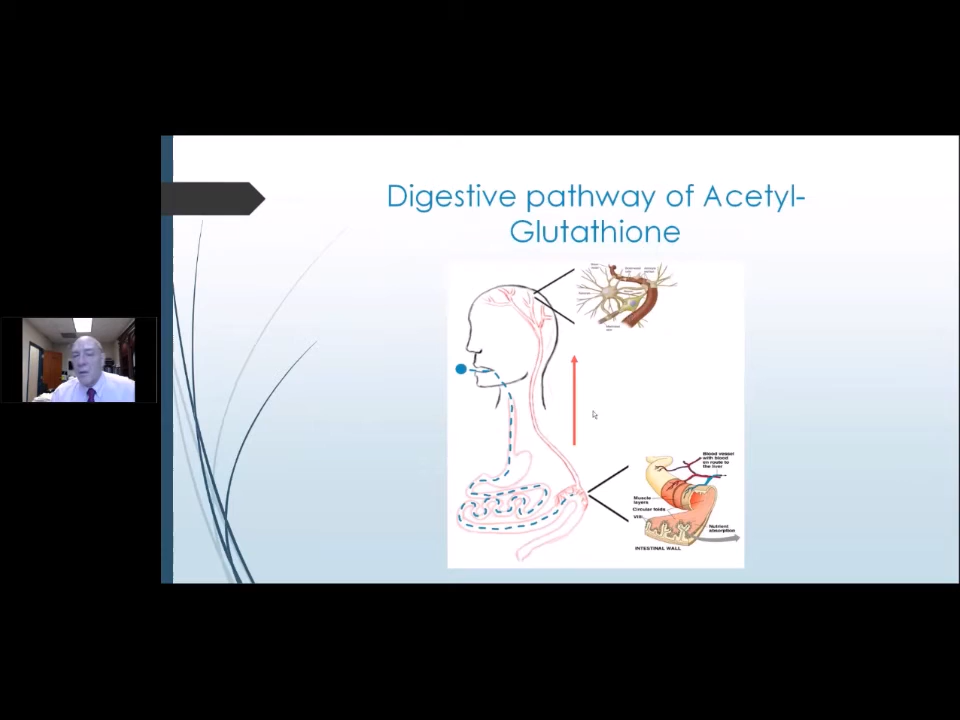 Digestive pathway of Acetyl-
Glutathione
Blood vessel
with blood
en route to
the liver
Muscle
layers
Circular folds
Villi
Nutrient
absorption
INTESTINAL WALL